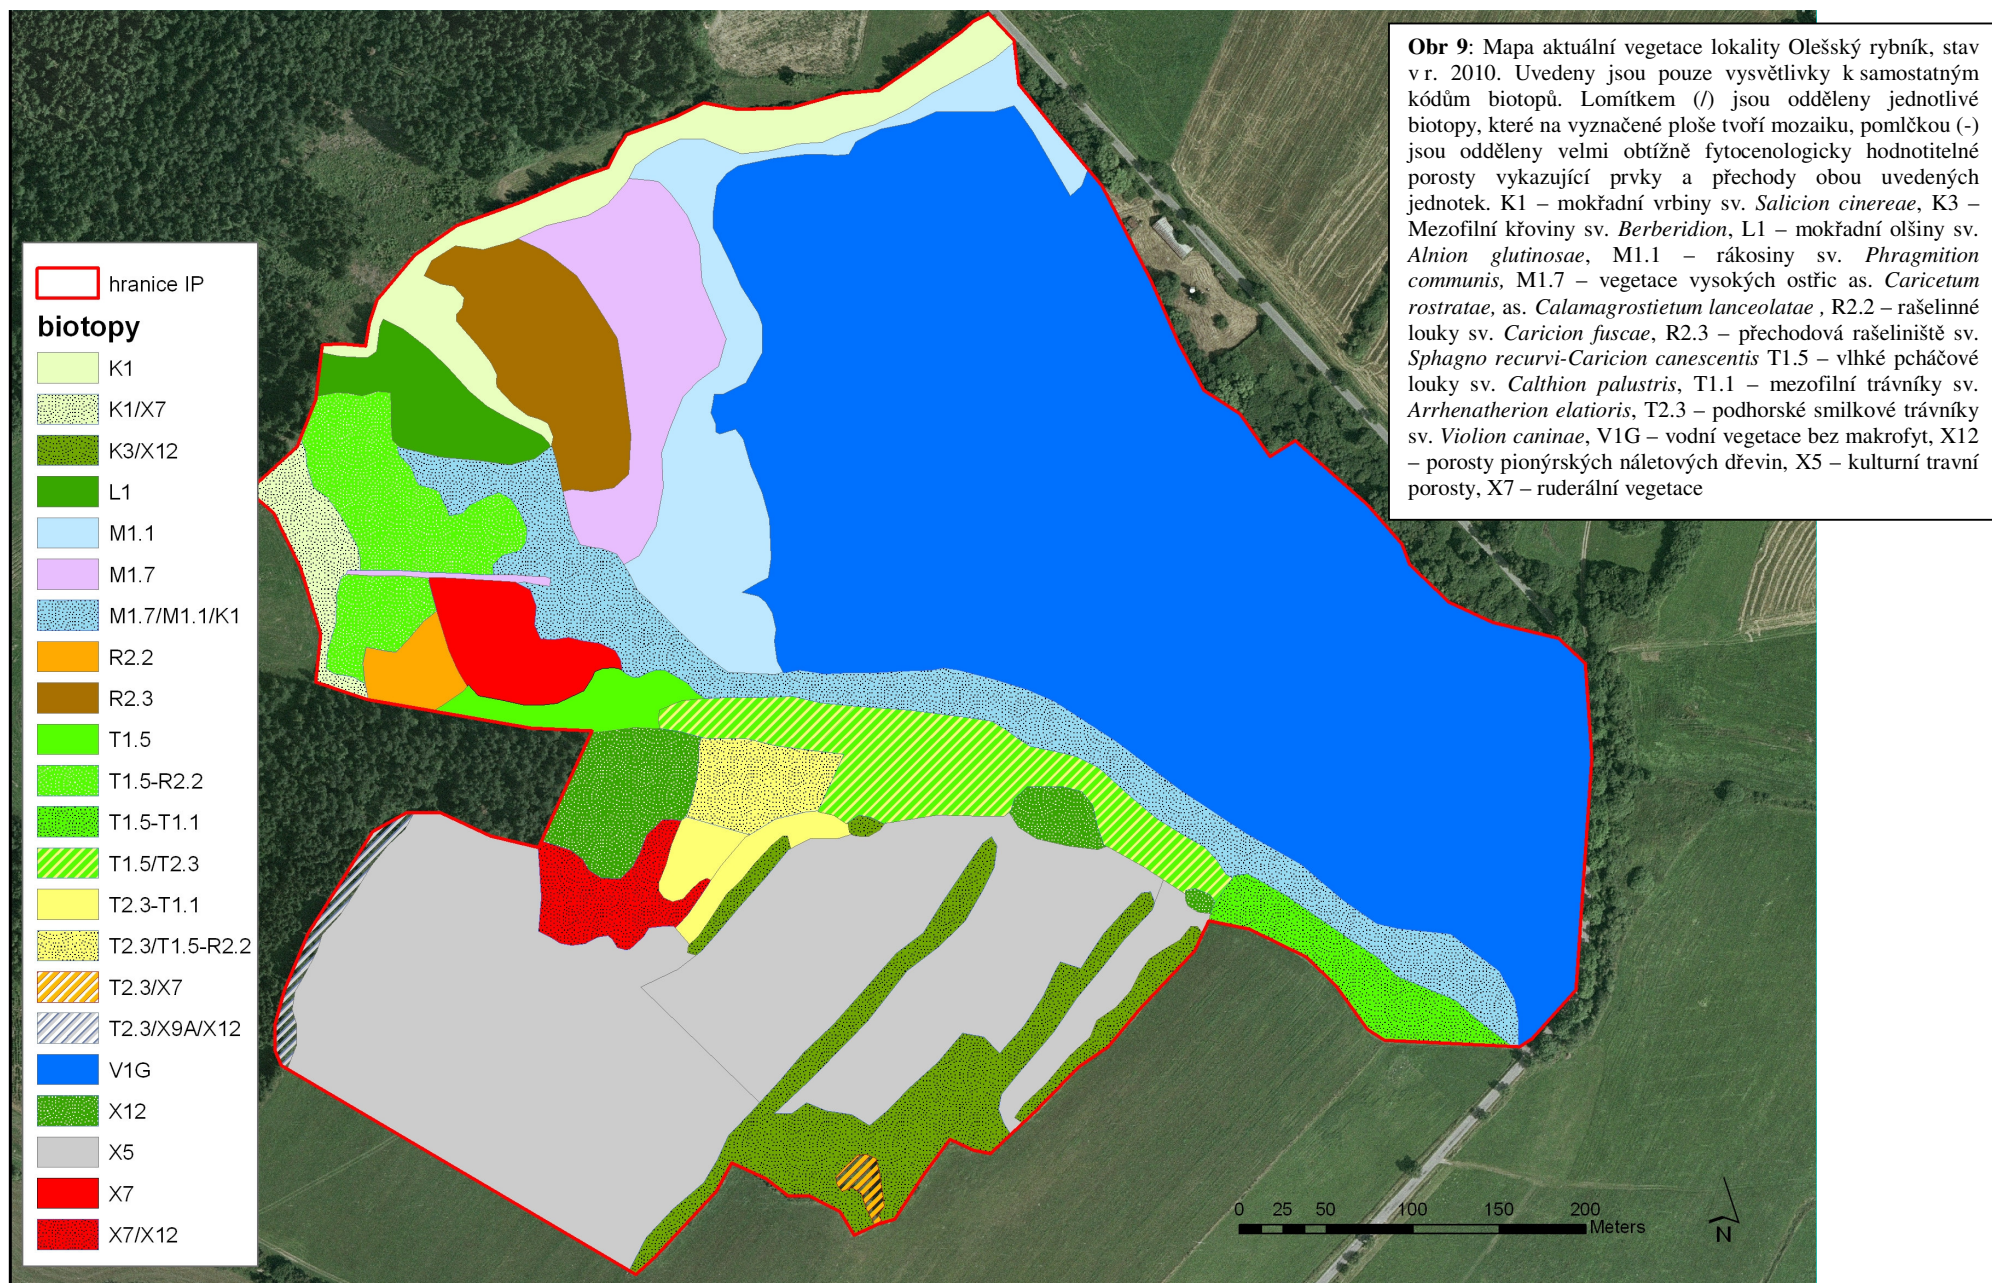 Obr 9: Mapa aktuální vegetace lokality Olešský rybník, stav
v r. 2010. Uvedeny jsou pouze vysvětlivky k samostatným
kódům biotopů. Lomítkem (/) jsou odděleny jednotlivé
biotopy, které na vyznačené ploše tvoří mozaiku, pomlčkou (-)
jsou odděleny velmi obtížně fytocenologicky hodnotitelné
porosty vykazující prvky a přechody obou uvedených
jednotek. K1 – mokřadní vrbiny sv. Salicion cinereae, K3 –
Mezofilní křoviny sv. Berberidion, L1 – mokřadní olšiny sv.
Alnion glutinosae, M1.1 – rákosiny sv. Phragmition
communis, M1.7 – vegetace vysokých ostřic as. Caricetum
rostratae, as. Calamagrostietum lanceolatae , R2.2 – rašelinné
louky sv. Caricion fuscae, R2.3 – přechodová rašeliniště sv.
Sphagno recurvi-Caricion canescentis T1.5 – vlhké pcháčové
louky sv. Calthion palustris, T1.1 – mezofilní trávníky sv.
Arrhenatherion elatioris, T2.3 – podhorské smilkové trávníky
sv. Violion caninae, V1G – vodní vegetace bez makrofyt, X12
– porosty pionýrských náletových dřevin, X5 – kulturní travní
porosty, X7 – ruderální vegetace
hranice IP
biotopy
K1
K1/X7
K3/X12
L1
M1.1
M1.7
M1.7/M1.1/K1
R2.2
R2.3
T1.5
T1.5-R2.2
T1.5-T1.1
T1.5/T2.3
T2.3-T1.1
T2.3/T1.5-R2.2
T2.3/X7
T2.3/X9A/X12
V1G
X12
X5
X7
X7/X12
0 25 50 100 150 200
Meters
N